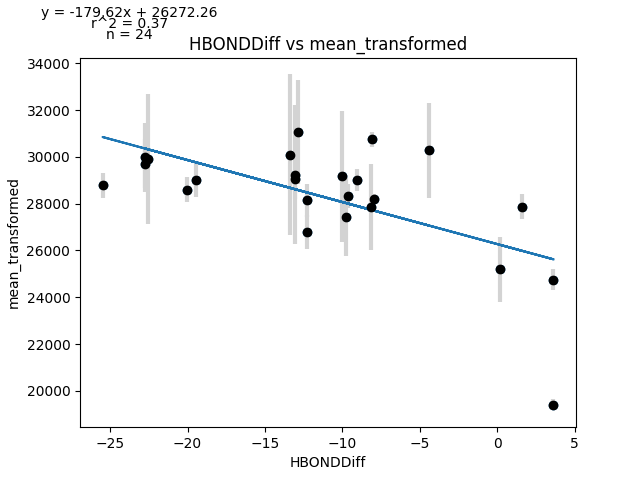 y = -179.62x + 26272.26
r^2 = 0.37
n = 24
HBONDDiff vs mean_transformed
34000
32000
30000
28000
26000
24000
22000
20000
mean_transformed
−25 −20 −15 −10 −5 0 5
HBONDDiff